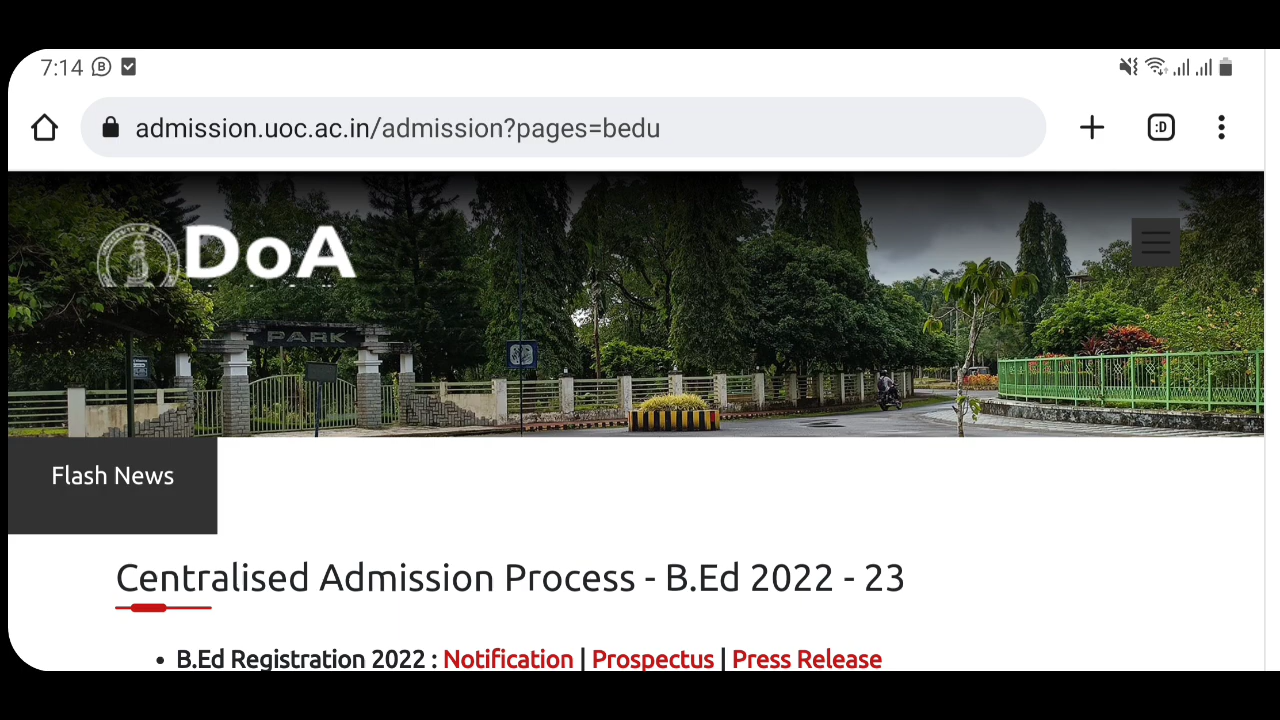 7:14
admission.uoc.ac.in/admission?pages=bedu
:D
DoA
PARK
Flash News
Centralised Admission Process - B.Ed 2022 - 23
• B.Ed Registration 2022 : Notification | Prospectus | Press Release